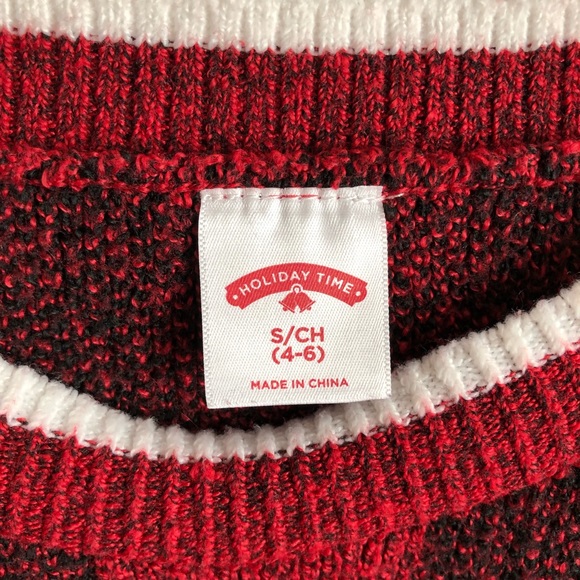 HOLIDAY TIME
S/CH
(4-6)
MADE IN CHINA